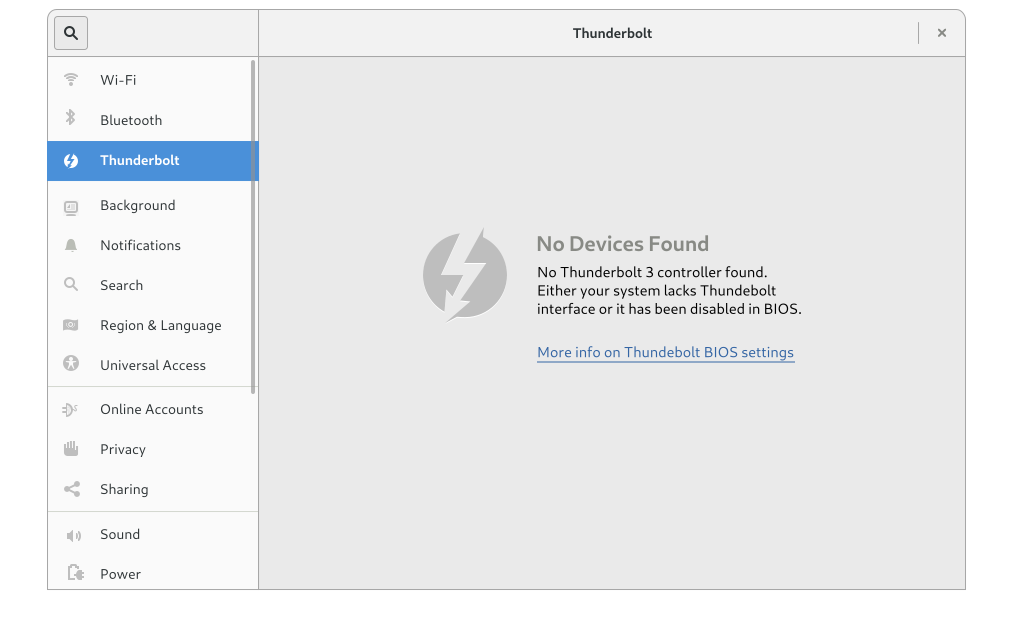 Thunderbolt
Wi-Fi
Bluetooth
Thunderbolt
Background
Notifications
Search
Region & Language
Universal Access
Online Accounts
Privacy
Sharing
Sound
Power
No Devices Found
No Thunderbolt 3 controller found.
Either your system lacks Thundebolt
interface or it has been disabled in BIOS.
More info on Thundebolt BIOS settings